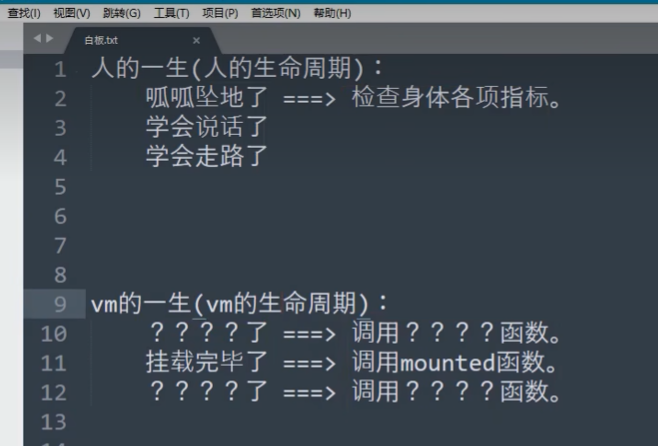 查找(I) 视图(V) 跳转(G) 工具(T) 项目(P) 首选项(N) 帮助(H)
白板.txt
1 人的一生(人的生命周期)：
2 呱呱坠地了 ===> 检查身体各项指标。
3 学会说话了
4 学会走路了
5
6
7
8
9 vm的一生(vm的生命周期)：
10 ？？？？了 ===> 调用？？？？函数。
11 挂载完毕了 ===> 调用mounted函数。
12 ？？？？了 ===> 调用？？？？函数。
13